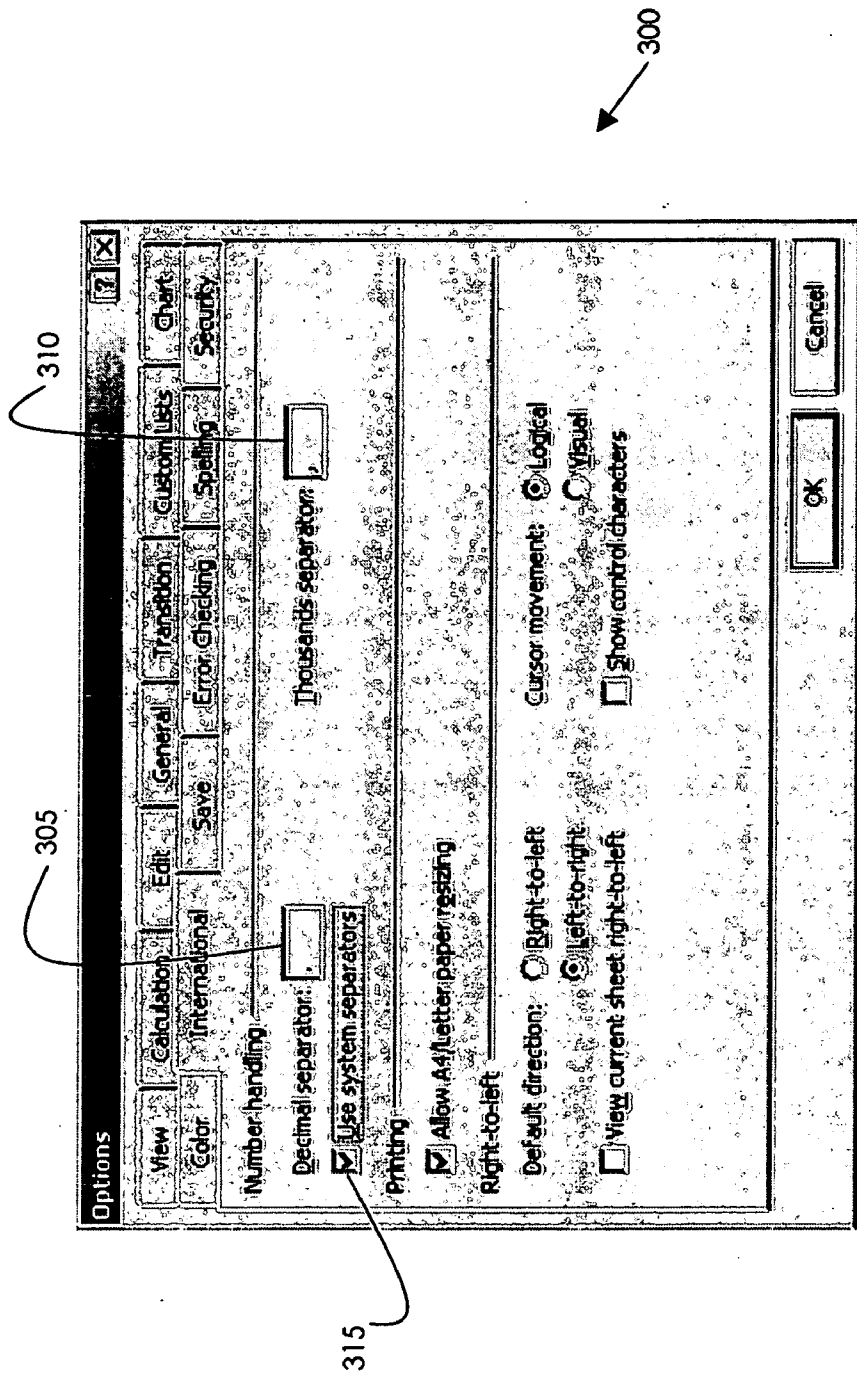 Options
View Calculation Edit General Transition Custom Lists Chart
Color International Save Error Checking Spelling Security
Number handling
Decimal separator: . Thousands separator: ,
Use system separators
Printing
Allow A4/Letter paper resizing
Right-to-left
Default direction: Right-to-left Cursor movement: Logical
Left-to-right Visual
View current sheet right-to-left Show control characters
OK Cancel
305
310
315
300